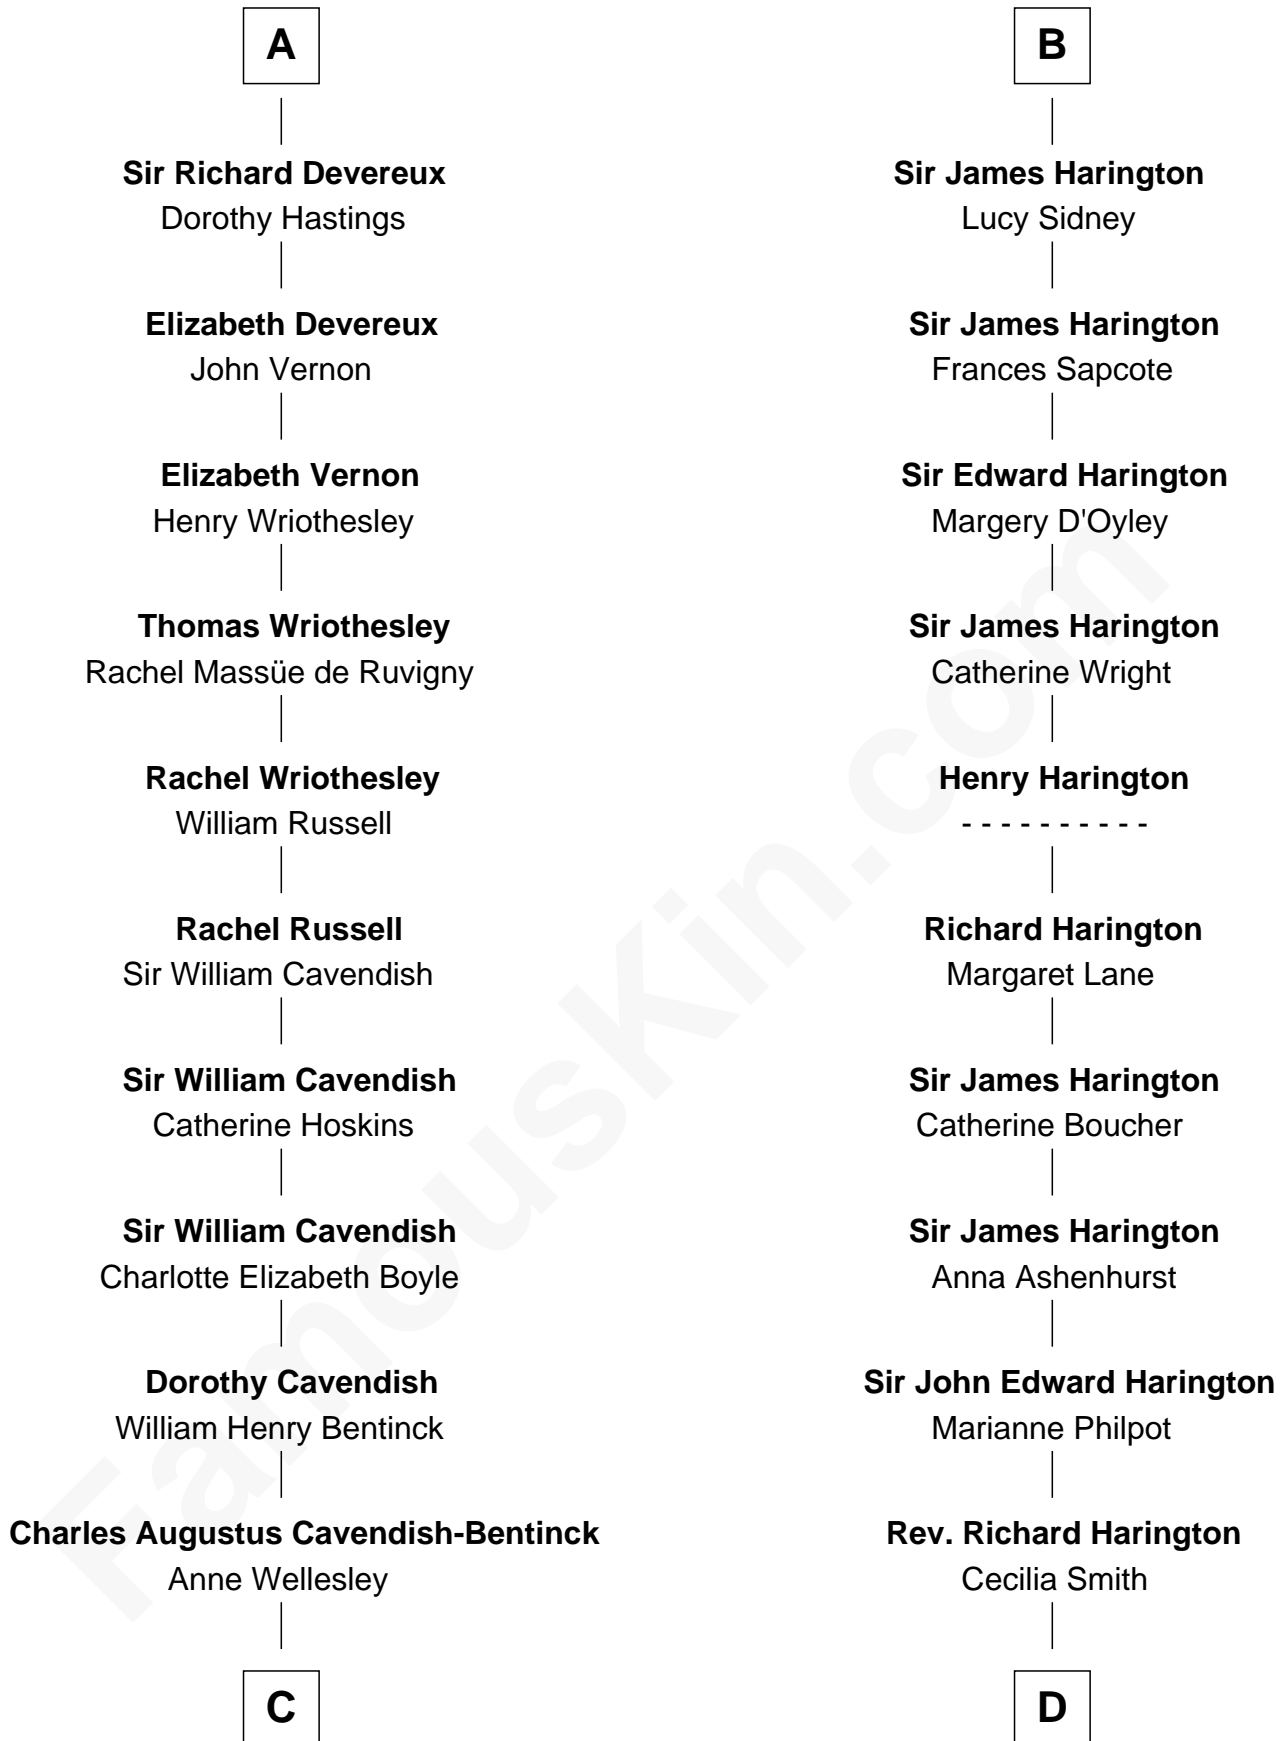 A
Sir Richard Devereux
Dorothy Hastings
Elizabeth Devereux
John Vernon
Elizabeth Vernon
Henry Wriothesley
Thomas Wriothesley
Rachel Massüe de Ruvigny
Rachel Wriothesley
William Russell
Rachel Russell
Sir William Cavendish
Sir William Cavendish
Catherine Hoskins
Sir William Cavendish
Charlotte Elizabeth Boyle
Dorothy Cavendish
William Henry Bentinck
Charles Augustus Cavendish-Bentinck
Anne Wellesley
C
B
Sir James Harington
Lucy Sidney
Sir James Harington
Frances Sapcote
Sir Edward Harington
Margery D'Oyley
Sir James Harington
Catherine Wright
Henry Harington
- - - - - - - - - -
Richard Harington
Margaret Lane
Sir James Harington
Catherine Boucher
Sir James Harington
Anna Ashenhurst
Sir John Edward Harington
Marianne Philpot
Rev. Richard Harington
Cecilia Smith
D
FamousKin.com